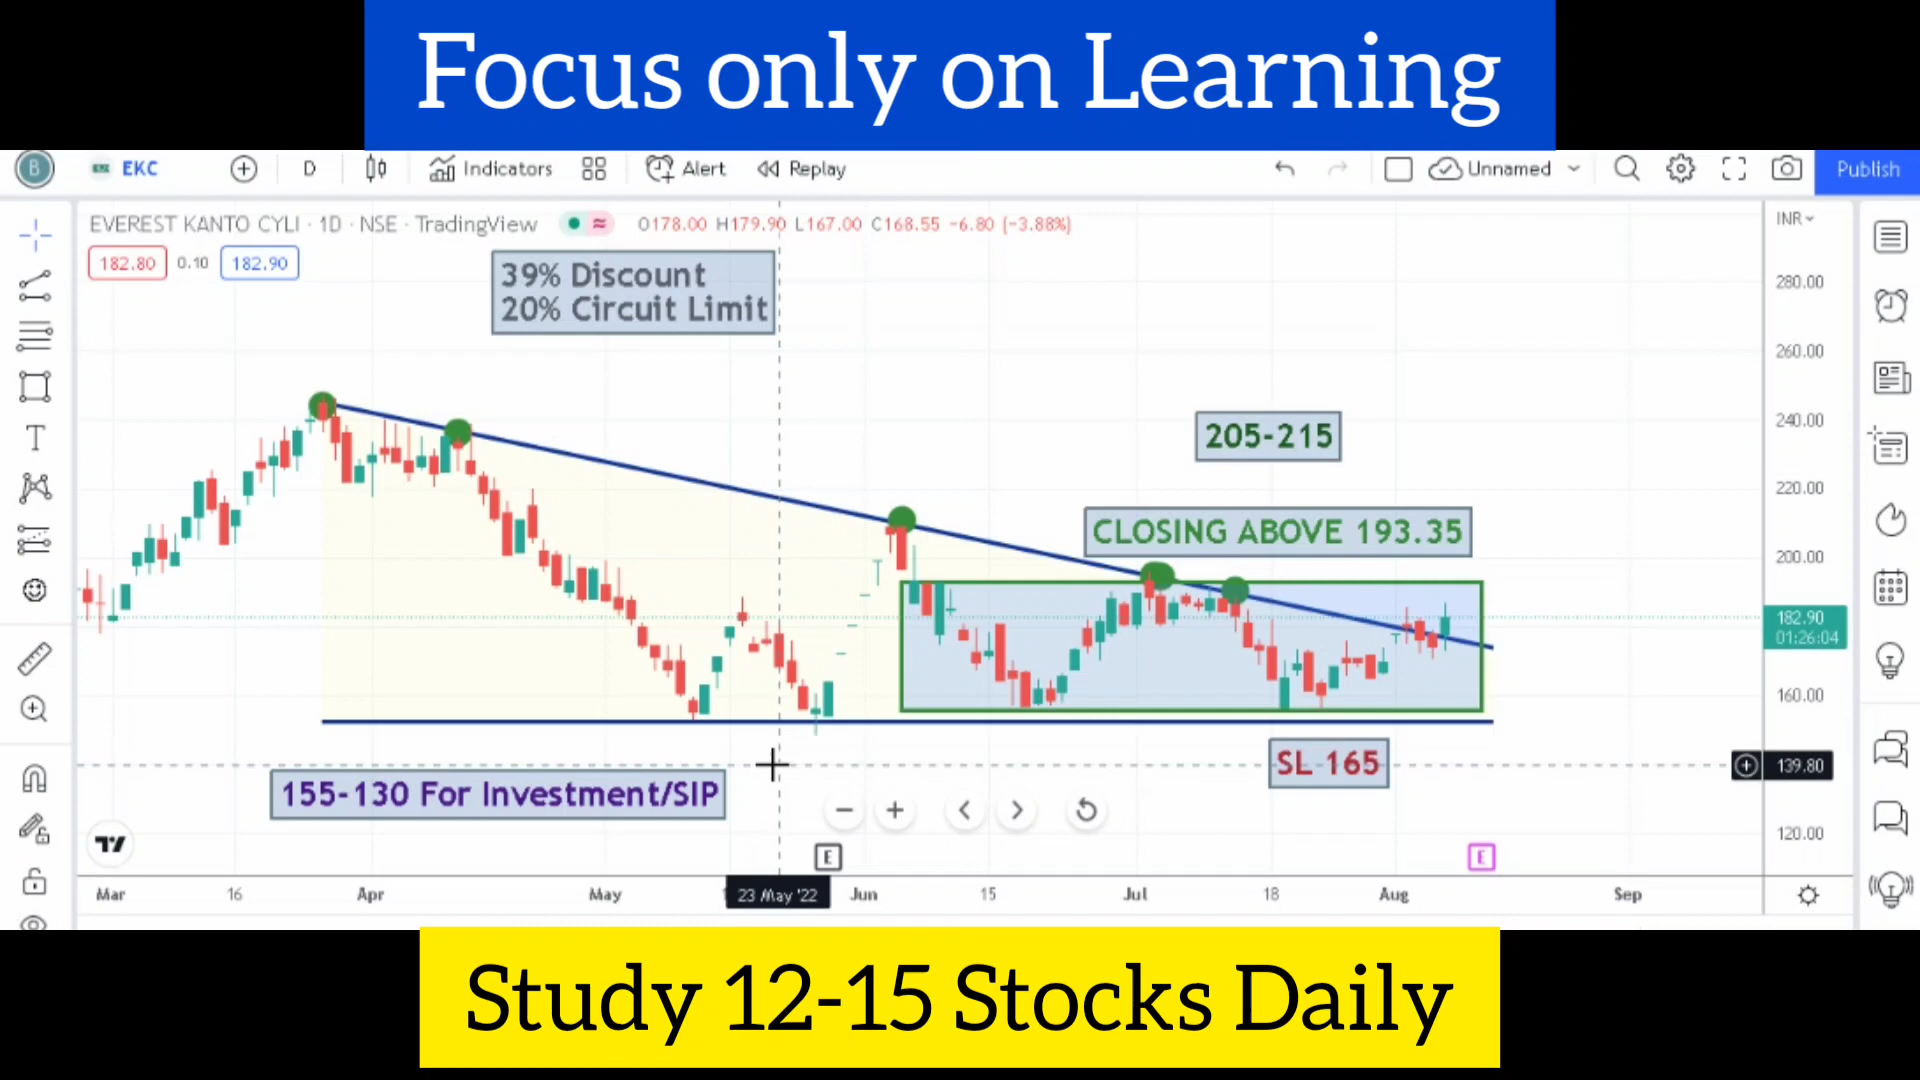 Focus only on Learning
B
EKC
D
Indicators
Alert
Replay
Unnamed
Publish
EVEREST KANTO CYLI · 1D · NSE · TradingView
O178.00 H179.90 L167.00 C168.55 −6.80 (−3.88%)
INR
182.80
0.10
182.90
39% Discount
20% Circuit Limit
280.00
260.00
240.00
220.00
200.00
182.90
01:26:04
160.00
139.80
120.00
205-215
CLOSING ABOVE 193.35
SL 165
155-130 For Investment/SIP
E
E
Mar
16
Apr
May
23 May '22
Jun
15
Jul
18
Aug
Sep
Study 12-15 Stocks Daily